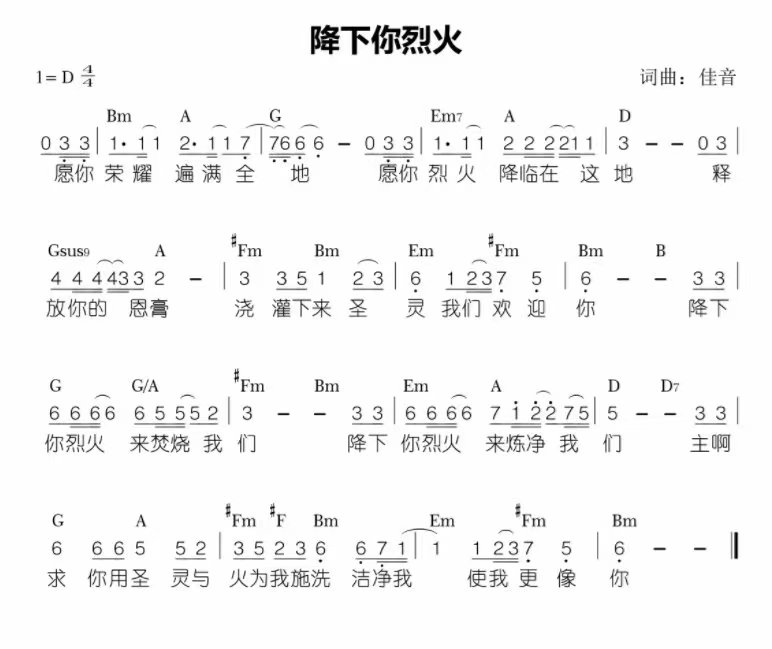 降下你烈火
1=D 4/4 词曲：佳音
Bm A G Em7 A D
0 3 3 | 1· 1 1 2· 1 1 1 7 | 7 6 6 6 – 0 3 3 | 1· 1 1 2 2 2 2 1 1 | 3 – – 0 3 |
愿你 荣 耀 遍 满 全 地 愿你 烈 火 降临在 这 地 释
Gsus9 A #Fm Bm Em #Fm Bm B
4 4 4 4 3 3 2 – | 3 3 5 1 2 3 | 6 1 2 3 7 5 | 6 – – 3 3 |
放你的 恩膏 浇 灌下来 圣 灵 我们 欢 迎 你 降下
G G/A #Fm Bm Em A D D7
6 6 6 6 6 6 5 5 5 2 | 3 – – 3 3 | 6 6 6 6 6 7 1 2 2 7 5 | 5 – – 3 3 |
你烈火 来焚烧 我 们 降下 你烈火 来炼净 我 们 主啊
G A #Fm #F Bm Em #Fm Bm
6 6 6 5 5 2 | 3 5 2 3 6 6 7 1 | 1 1 2 3 7 5 | 6 – – ‖
求 你用圣 灵与 火为我施洗 洁净我 使我 更 像 你